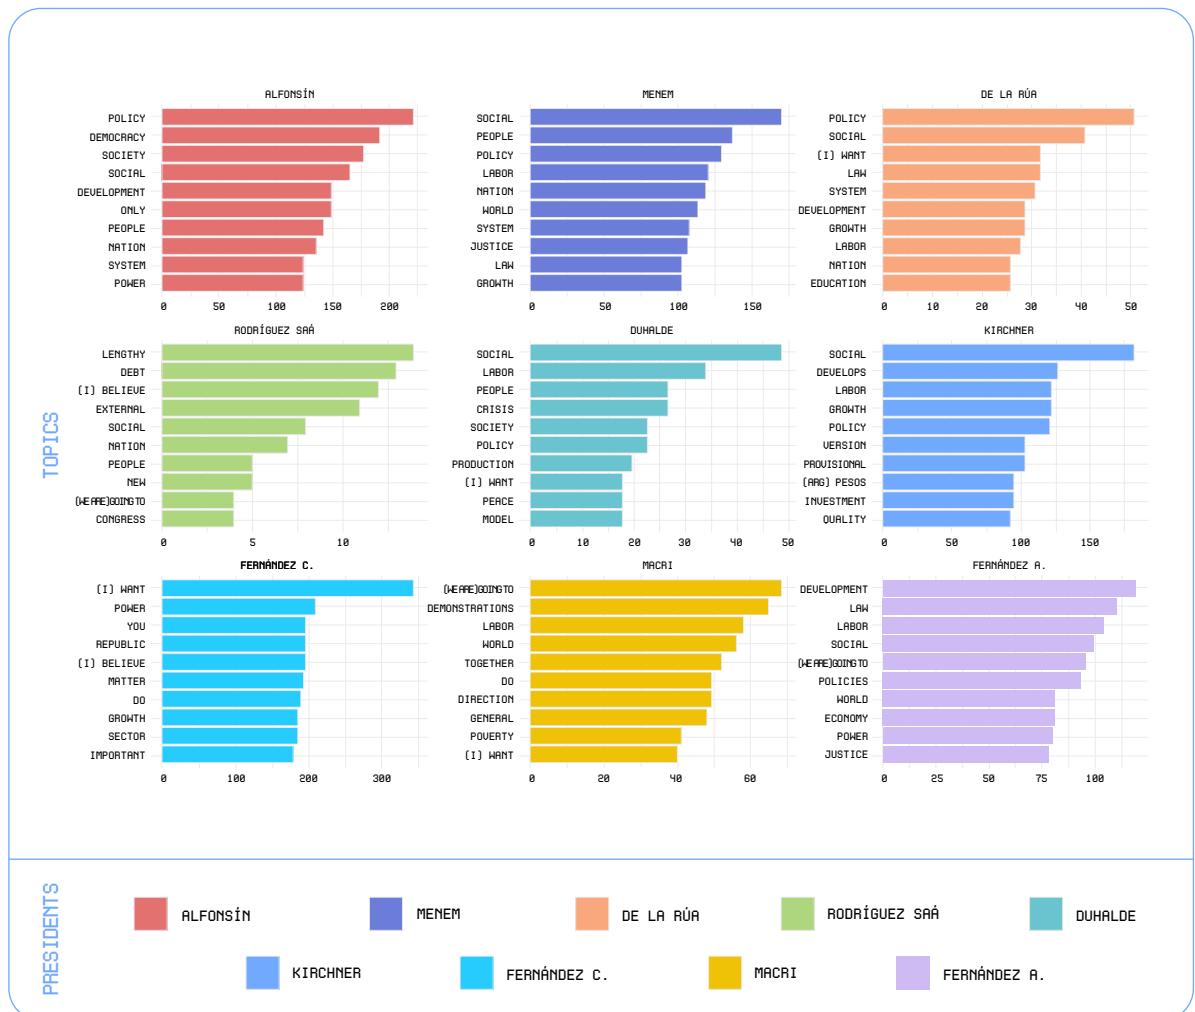 ALFONSÍN
POLICY
DEMOCRACY
SOCIETY
SOCIAL
DEVELOPMENT
ONLY
PEOPLE
NATION
SYSTEM
POWER
0 50 100 150 200
MENEM
SOCIAL
PEOPLE
POLICY
LABOR
NATION
WORLD
SYSTEM
JUSTICE
LAW
GROWTH
0 50 100 150
DE LA RÚA
POLICY
SOCIAL
(I) WANT
LAW
SYSTEM
DEVELOPMENT
GROWTH
LABOR
NATION
EDUCATION
0 10 20 30 40 50
TOPICS
RODRÍGUEZ SAÁ
LENGTHY
DEBT
(I) BELIEVE
EXTERNAL
SOCIAL
NATION
PEOPLE
NEW
(WE ARE)GOING TO
CONGRESS
0 5 10
DUHALDE
SOCIAL
LABOR
PEOPLE
CRISIS
SOCIETY
POLICY
PRODUCTION
(I) WANT
PEACE
MODEL
0 10 20 30 40 50
KIRCHNER
SOCIAL
DEVELOPS
LABOR
GROWTH
POLICY
VERSION
PROVISIONAL
(ARG) PESOS
INVESTMENT
QUALITY
0 50 100 150
FERNÁNDEZ C.
(I) WANT
POWER
YOU
REPUBLIC
(I) BELIEVE
MATTER
DO
GROWTH
SECTOR
IMPORTANT
0 100 200 300
MACRI
(WE ARE)GOING TO
DEMONSTRATIONS
LABOR
WORLD
TOGETHER
DO
DIRECTION
GENERAL
POVERTY
(I) WANT
0 20 40 60
FERNÁNDEZ A.
DEVELOPMENT
LAW
LABOR
SOCIAL
(WE ARE)GOING TO
POLICIES
WORLD
ECONOMY
POWER
JUSTICE
0 25 50 75 100
PRESIDENTS
ALFONSÍN
MENEM
DE LA RÚA
RODRÍGUEZ SAÁ
DUHALDE
KIRCHNER
FERNÁNDEZ C.
MACRI
FERNÁNDEZ A.